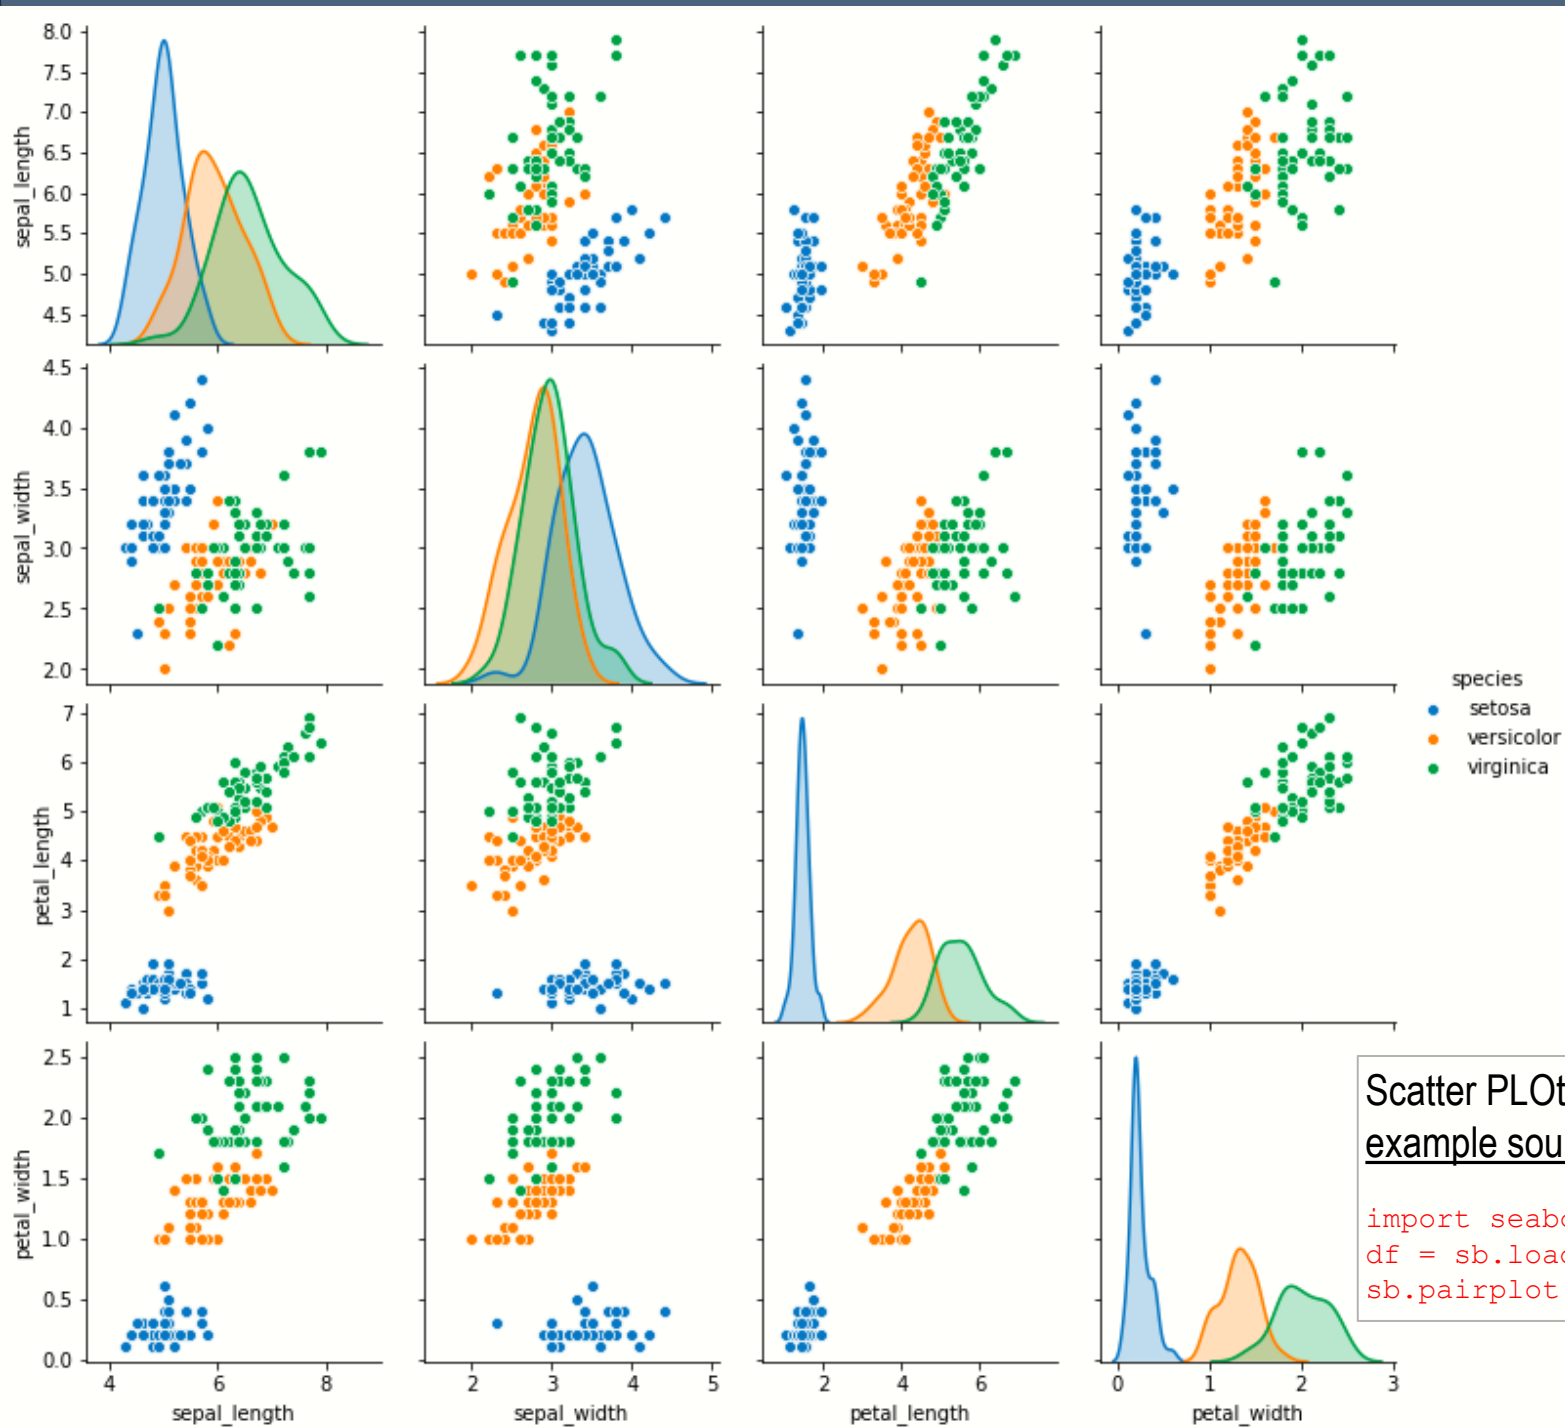 8.0
7.5
7.0
6.5
6.0
5.5
5.0
4.5
sepal_length
4.5
4.0
3.5
3.0
2.5
2.0
sepal_width
7
6
5
4
3
2
1
petal_length
2.5
2.0
1.5
1.0
0.5
0.0
petal_width
4 6 8
sepal_length
2 3 4 5
sepal_width
2 4 6
petal_length
0 1 2 3
petal_width
species
setosa
versicolor
virginica
Scatter PLOt
example sou
import seabo
df = sb.load
sb.pairplot